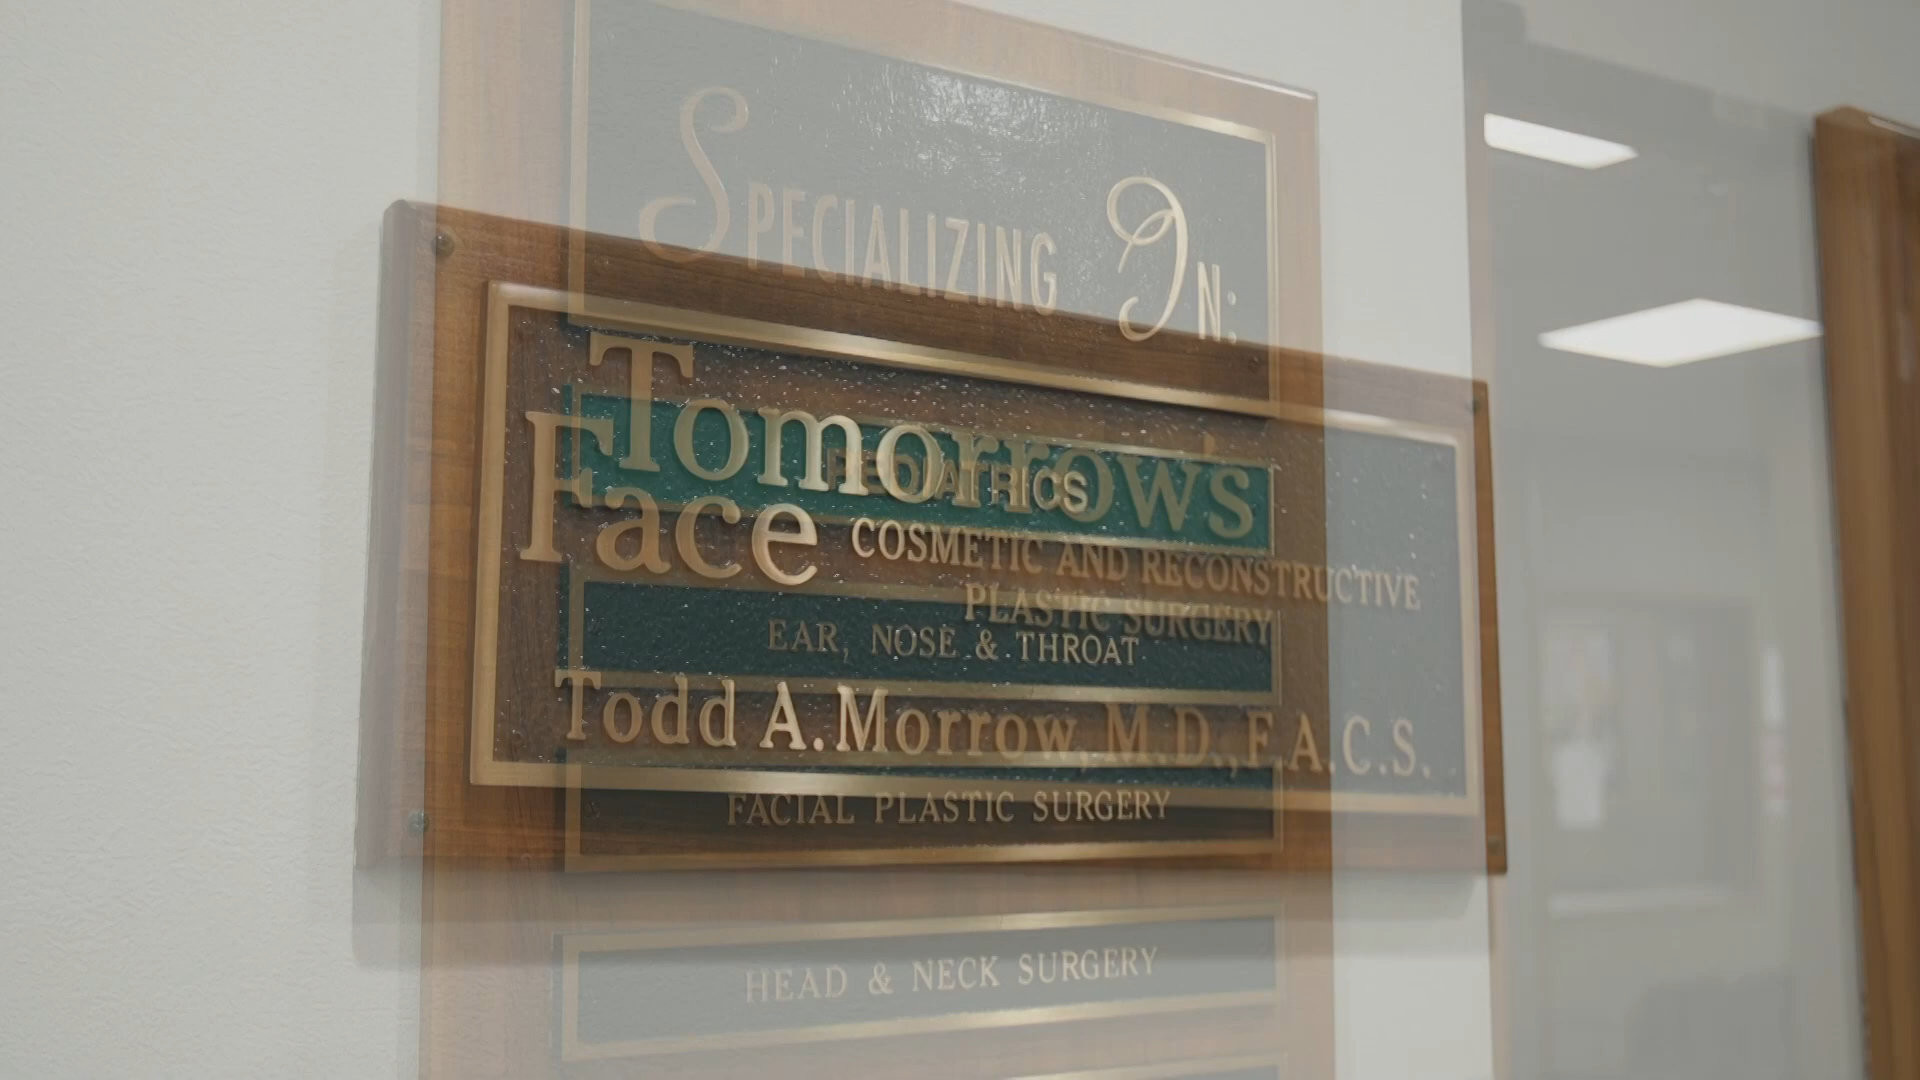 Specializing In:
Tomorrows
PEDIATRICS
Face COSMETIC AND RECONSTRUCTIVE
PLASTIC SURGERY
EAR, NOSE & THROAT
Todd A. Morrow, M.D., F.A.C.S.
FACIAL PLASTIC SURGERY
HEAD & NECK SURGERY